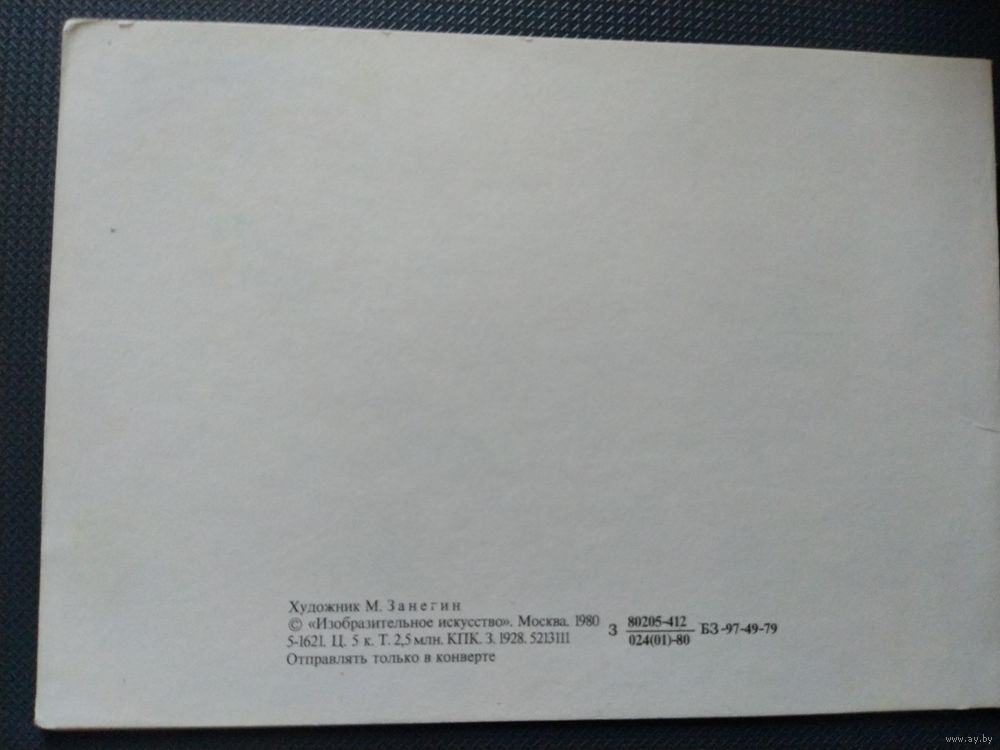 Художник М. Занегин
© «Изобразительное искусство». Москва. 1980
5-1621. Ц. 5 к. Т. 2,5 млн. КПК. З. 1928. 5213111
Отправлять только в конверте
З 80205-412 БЗ-97-49-79
024(01)-80
www.ay.by